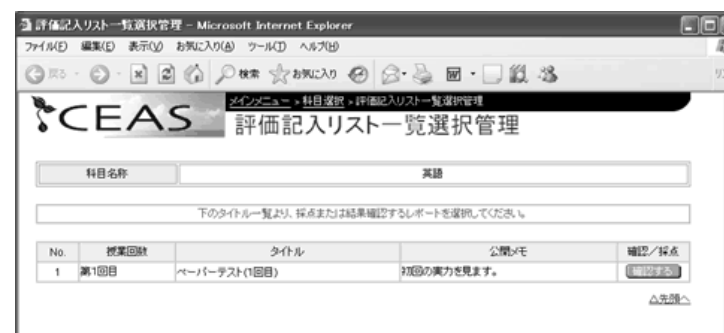 評価記入リスト一覧選択管理 - Microsoft Internet Explorer
ファイル(F) 編集(E) 表示(V) お気に入り(A) ツール(T) ヘルプ(H)
戻る 検索 お気に入り
メインメニュー > 科目選択 > 評価記入リスト一覧選択管理
CEAS 評価記入リスト一覧選択管理
科目名称 英語
下のタイトル一覧より、採点または結果確認するレポートを選択してください。
No. 授業回数 タイトル 公開メモ 確認/採点
1 第1回目 ペーパーテスト(1回目) 初回の実力を見ます。 確認する
△先頭へ